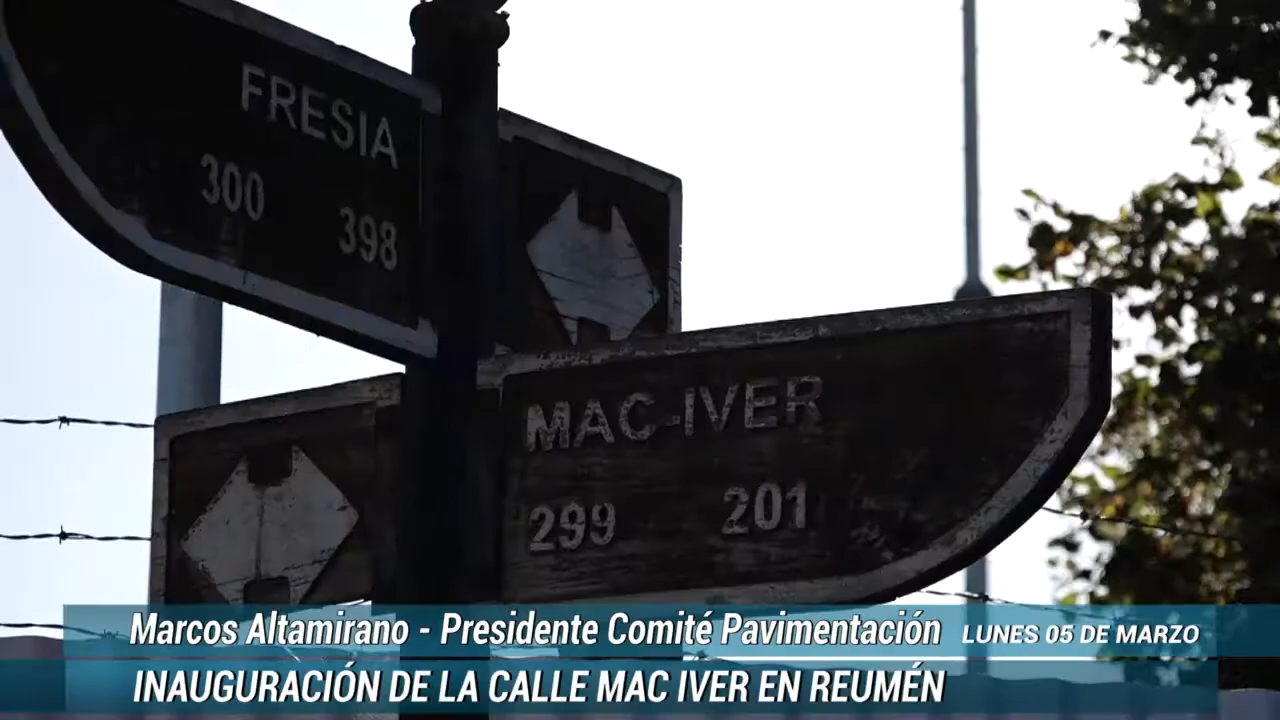 FRESIA
300 398
MAC-IVER
299 201
Marcos Altamirano - Presidente Comité Pavimentación
LUNES 05 DE MARZO
INAUGURACIÓN DE LA CALLE MAC IVER EN REUMÉN